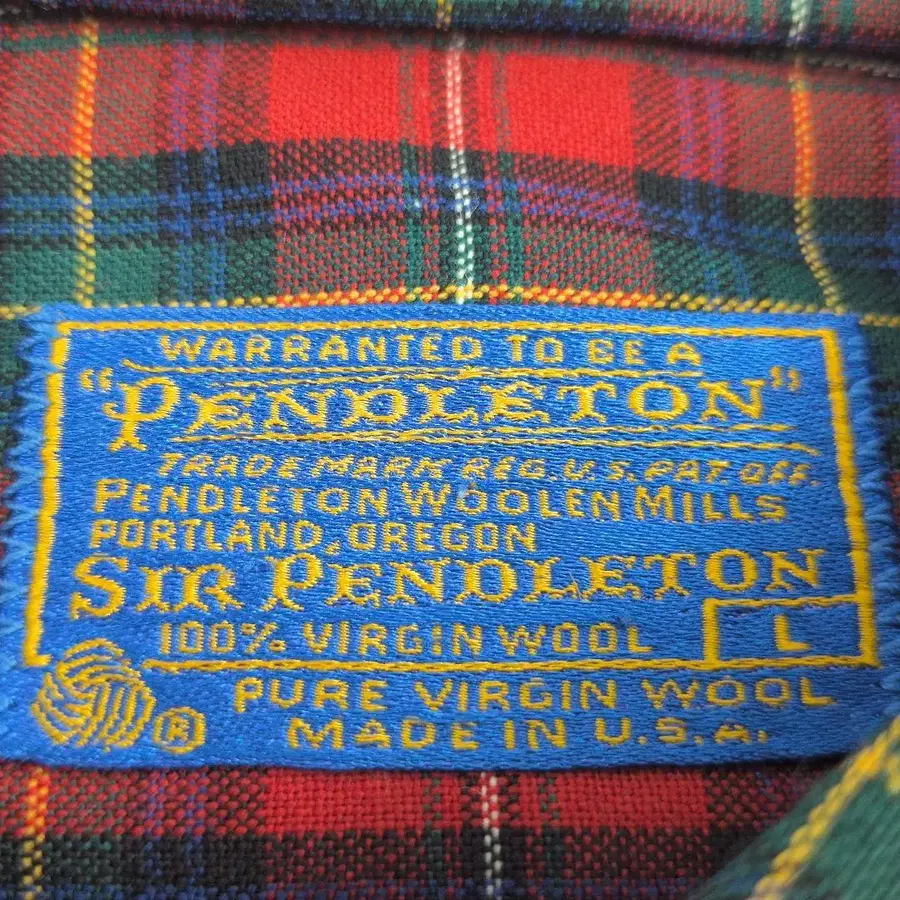 WARRANTED TO BE A
"PENDLETON"
TRADE MARK REG. U.S. PAT. OFF.
PENDLETON WOOLEN MILLS
PORTLAND, OREGON
SIR PENDLETON
100% VIRGIN WOOL L
PURE VIRGIN WOOL
® MADE IN U.S.A.